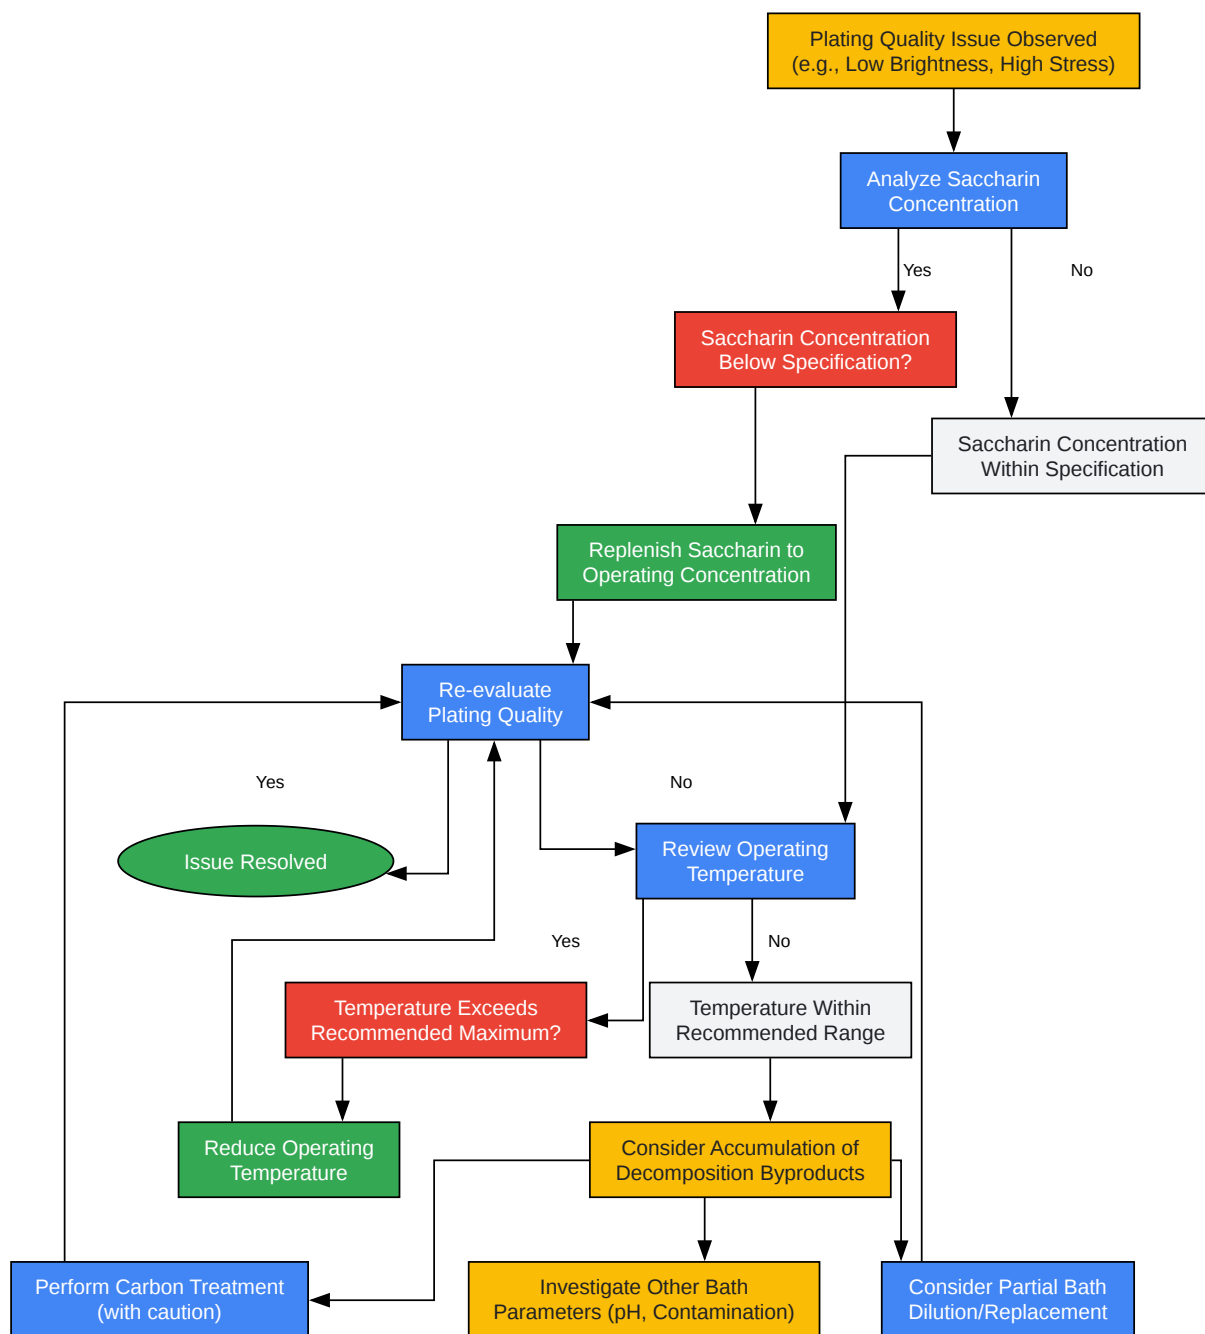 Plating Quality Issue Observed
(e.g., Low Brightness, High Stress)
Analyze Saccharin
Concentration
Yes
No
Saccharin Concentration
Below Specification?
Saccharin Concentration
Within Specification
Replenish Saccharin to
Operating Concentration
Re-evaluate
Plating Quality
Yes
No
Issue Resolved
Review Operating
Temperature
Yes
No
Temperature Exceeds
Recommended Maximum?
Temperature Within
Recommended Range
Reduce Operating
Temperature
Consider Accumulation of
Decomposition Byproducts
Perform Carbon Treatment
(with caution)
Investigate Other Bath
Parameters (pH, Contamination)
Consider Partial Bath
Dilution/Replacement